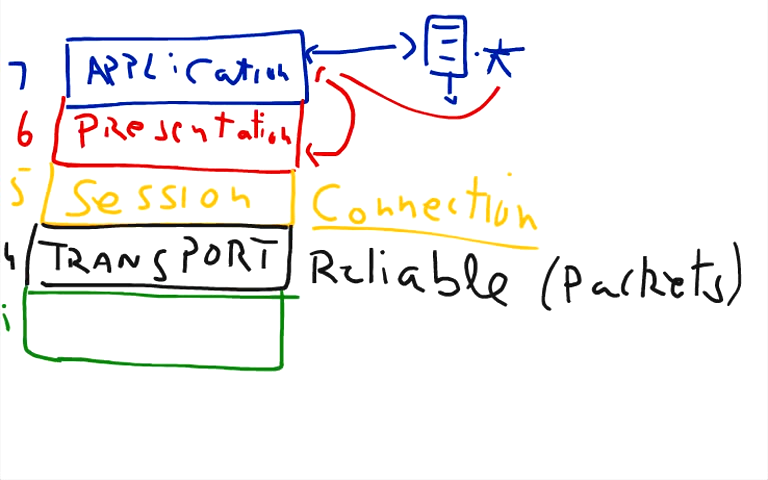 7 APPLiCation
6 PResentation
5 Session Connection
4 TRANSPORT Reliable (Packets)